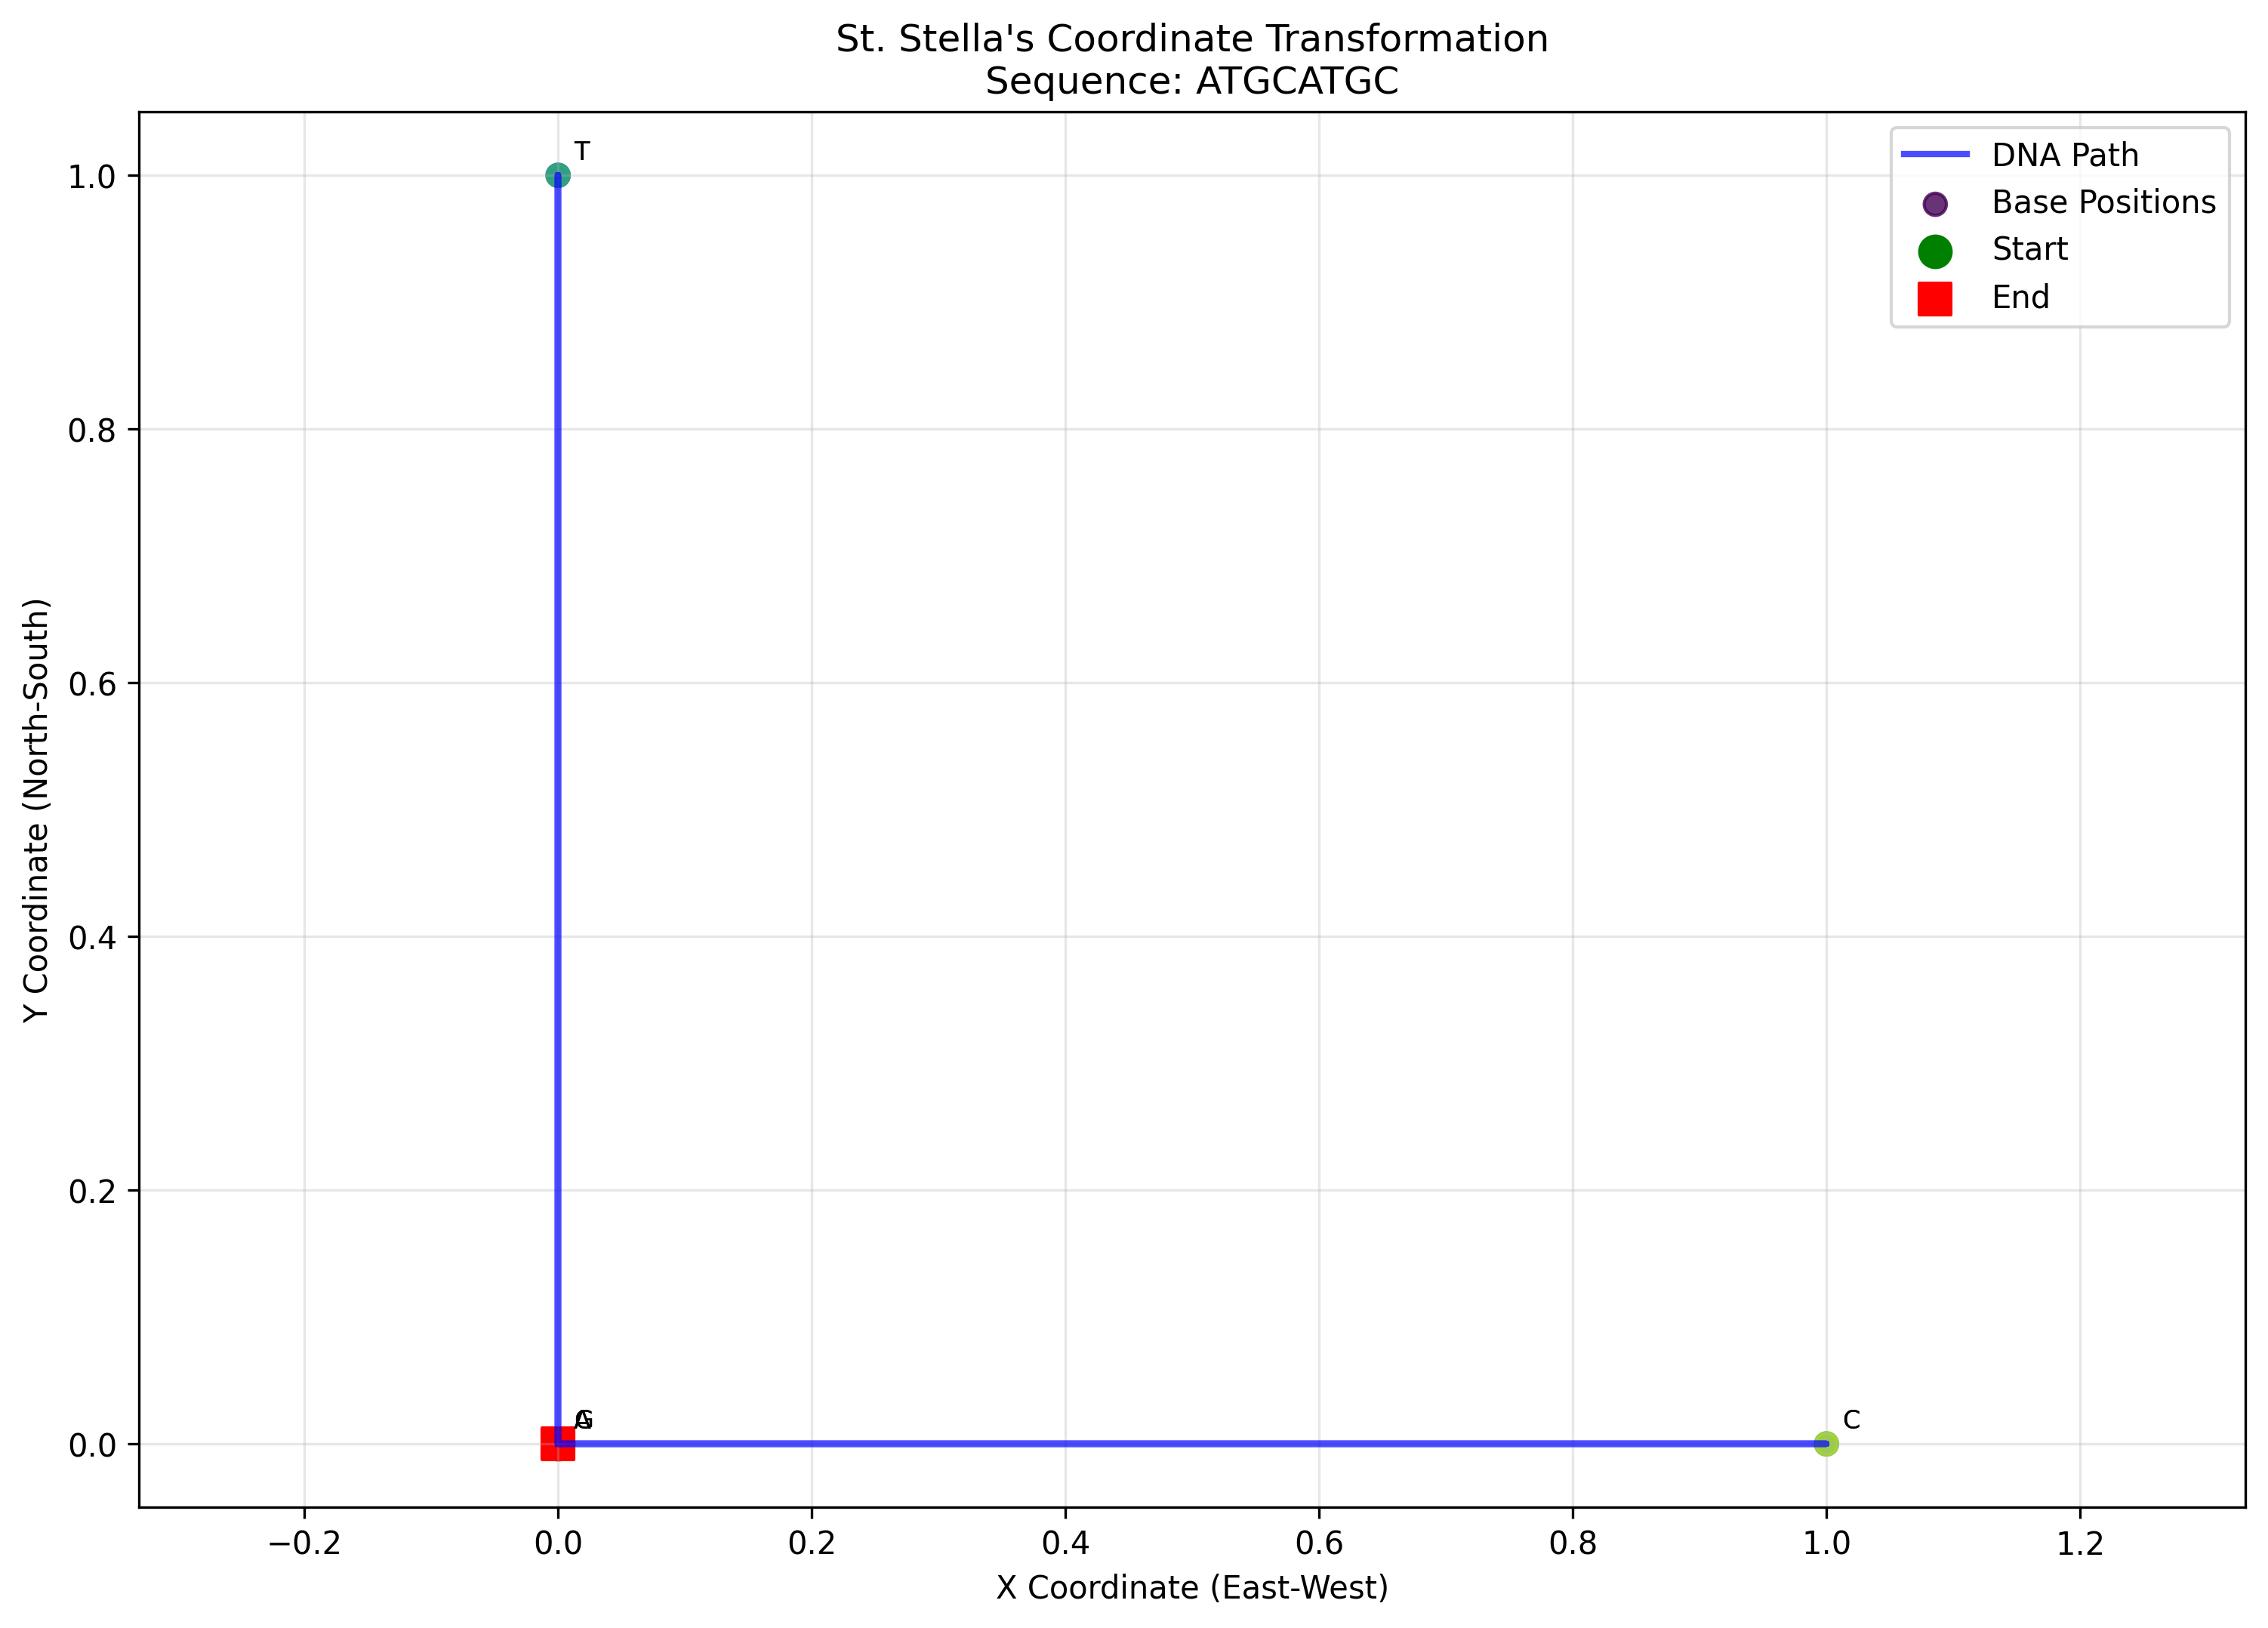 St. Stella's Coordinate Transformation
Sequence: ATGCATGC
DNA Path
Base Positions
Start
End
T
1.0
0.8
0.6
0.4
0.2
0.0
Y Coordinate (North-South)
C
−0.2
0.0
0.2
0.4
0.6
0.8
1.0
1.2
X Coordinate (East-West)